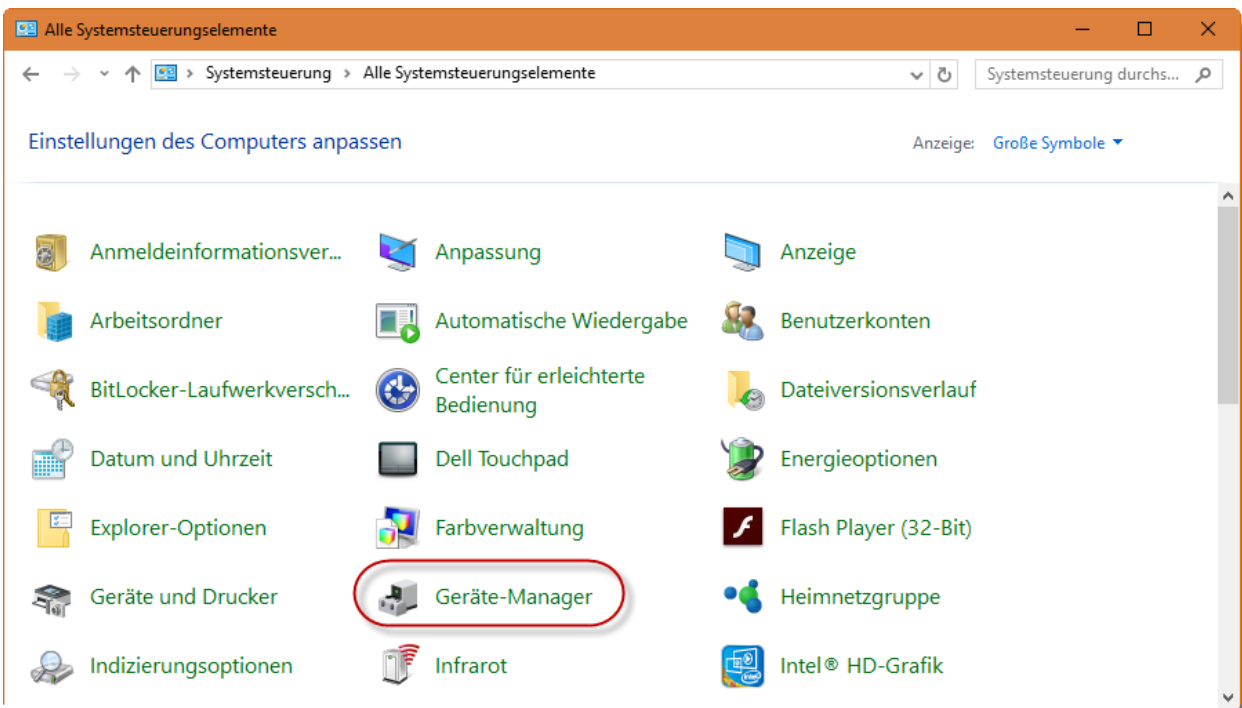 Alle Systemsteuerungselemente
Systemsteuerung > Alle Systemsteuerungselemente
Systemsteuerung durchs...
Einstellungen des Computers anpassen
Anzeige: Große Symbole
Anmeldeinformationsver...
Anpassung
Anzeige
Arbeitsordner
Automatische Wiedergabe
Benutzerkonten
BitLocker-Laufwerkversch...
Center für erleichterte
Bedienung
Dateiversionsverlauf
Datum und Uhrzeit
Dell Touchpad
Energieoptionen
Explorer-Optionen
Farbverwaltung
Flash Player (32-Bit)
Geräte und Drucker
Geräte-Manager
Heimnetzgruppe
Indizierungsoptionen
Infrarot
Intel® HD-Grafik